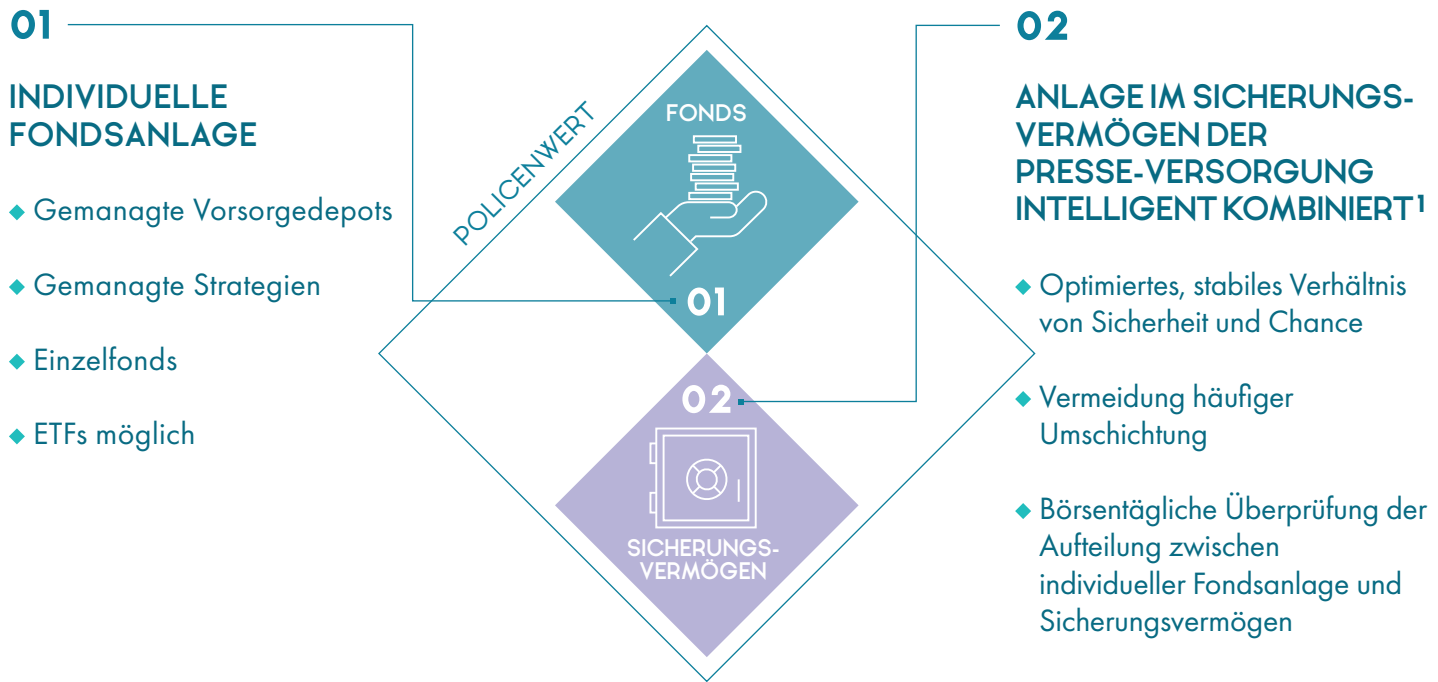 01
INDIVIDUELLE
FONDSANLAGE
◆ Gemanagte Vorsorgedepots
◆ Gemanagte Strategien
◆ Einzelfonds
◆ ETFs möglich
POLICENWERT
FONDS
01
02
SICHERUNGS-
VERMÖGEN
02
ANLAGE IM SICHERUNGS-
VERMÖGEN DER
PRESSE-VERSORGUNG
INTELLIGENT KOMBINIERT¹
◆ Optimiertes, stabiles Verhältnis
von Sicherheit und Chance
◆ Vermeidung häufiger
Umschichtung
◆ Börsentägliche Überprüfung der
Aufteilung zwischen
individueller Fondsanlage und
Sicherungsvermögen